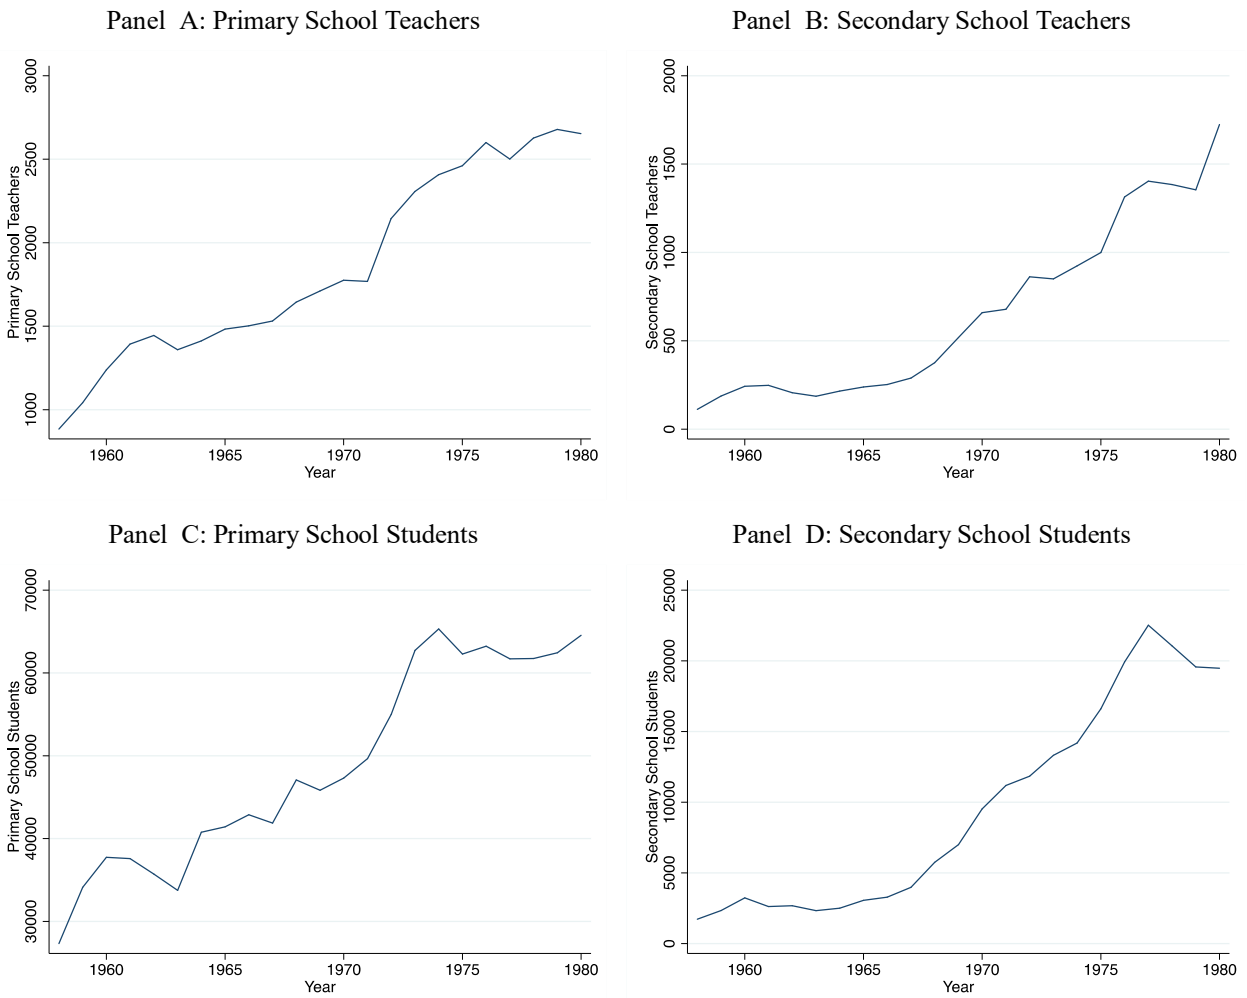 Panel A: Primary School Teachers
Primary School Teachers
3000
2500
2000
1500
1000
1960 1965 1970 1975 1980
Year
Panel B: Secondary School Teachers
Secondary School Teachers
2000
1500
1000
500
0
1960 1965 1970 1975 1980
Year
Panel C: Primary School Students
Primary School Students
70000
60000
50000
40000
30000
1960 1965 1970 1975 1980
Year
Panel D: Secondary School Students
Secondary School Students
25000
20000
15000
10000
5000
0
1960 1965 1970 1975 1980
Year